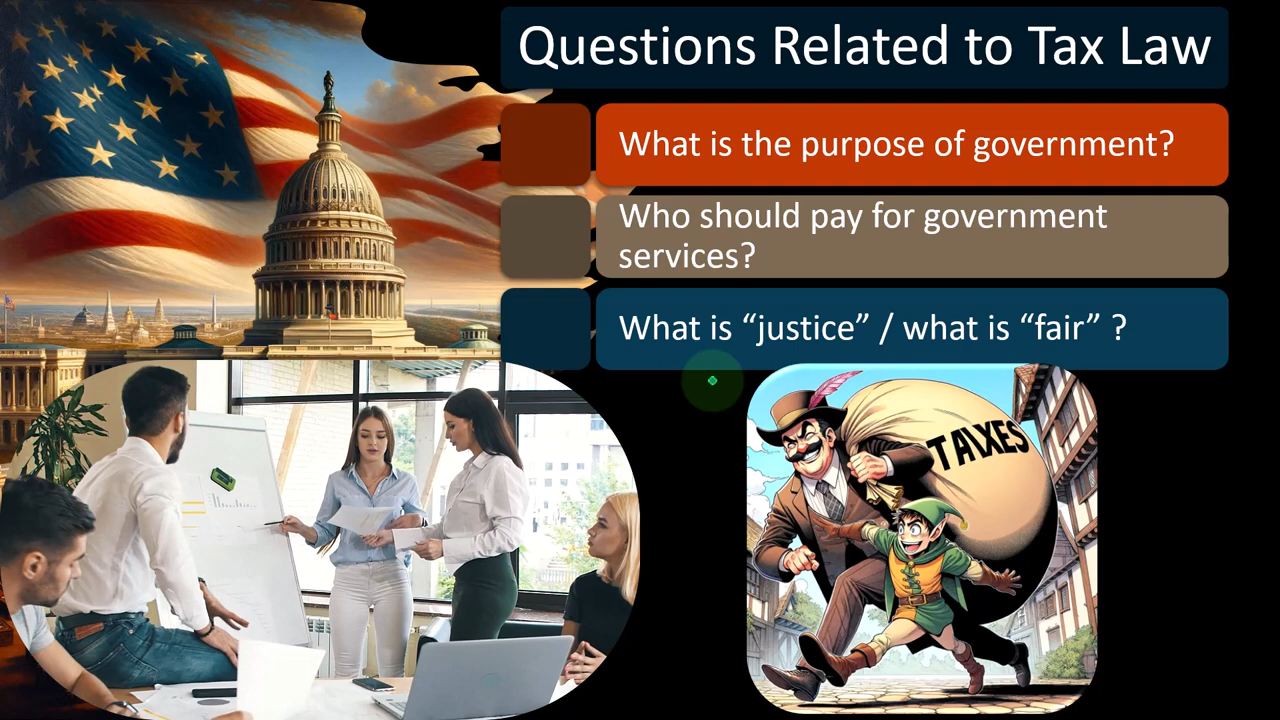 Questions Related to Tax Law
What is the purpose of government?
Who should pay for government
services?
What is “justice” / what is “fair” ?
TAXES